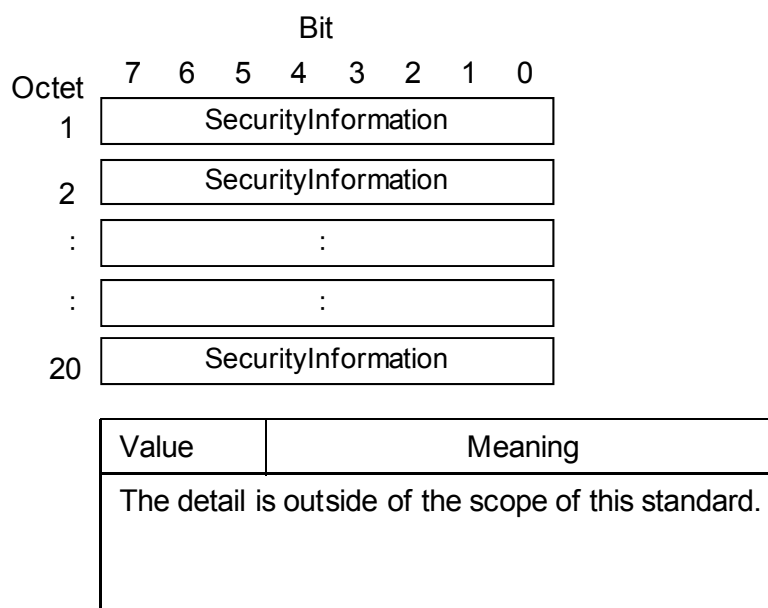 Bit
Octet 7 6 5 4 3 2 1 0
1 SecurityInformation
2 SecurityInformation
: :
: :
20 SecurityInformation
Value Meaning
The detail is outside of the scope of this standard.